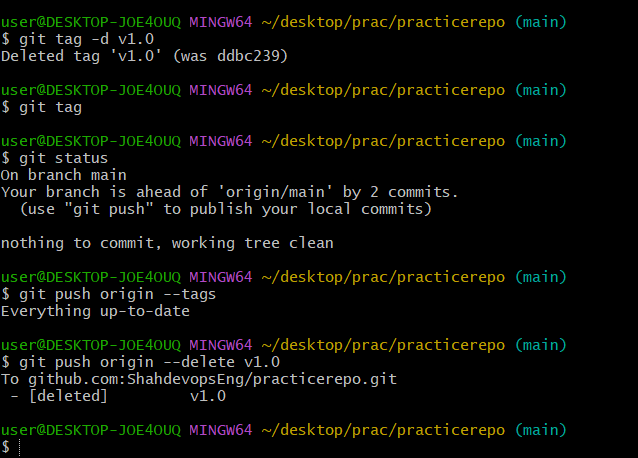 user@DESKTOP-JOE4OUQ MINGW64 ~/desktop/prac/practicerepo (main)
$ git tag -d v1.0
Deleted tag 'v1.0' (was ddbc239)
user@DESKTOP-JOE4OUQ MINGW64 ~/desktop/prac/practicerepo (main)
$ git tag
user@DESKTOP-JOE4OUQ MINGW64 ~/desktop/prac/practicerepo (main)
$ git status
On branch main
Your branch is ahead of 'origin/main' by 2 commits.
  (use "git push" to publish your local commits)
nothing to commit, working tree clean
user@DESKTOP-JOE4OUQ MINGW64 ~/desktop/prac/practicerepo (main)
$ git push origin --tags
Everything up-to-date
user@DESKTOP-JOE4OUQ MINGW64 ~/desktop/prac/practicerepo (main)
$ git push origin --delete v1.0
To github.com:ShahdevopsEng/practicerepo.git
 - [deleted]         v1.0
user@DESKTOP-JOE4OUQ MINGW64 ~/desktop/prac/practicerepo (main)
$